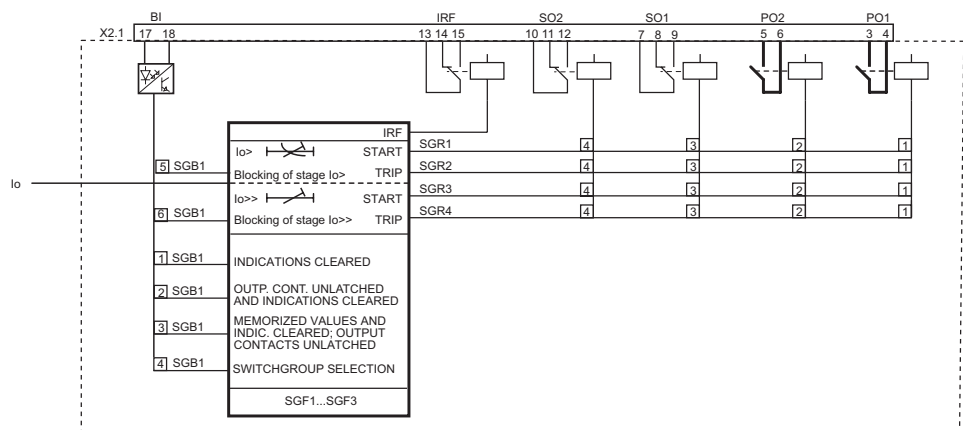 BI IRF SO2 SO1 PO2 PO1
X2.1 17 18 13 14 15 10 11 12 7 8 9 5 6 3 4
IRF
Io> START SGR1 4 3 2 1
5 SGB1 Blocking of stage Io> TRIP SGR2 4 3 2 1
Io
Io>> START SGR3 4 3 2 1
6 SGB1 Blocking of stage Io>> TRIP SGR4 4 3 2 1
1 SGB1 INDICATIONS CLEARED
2 SGB1 OUTP. CONT. UNLATCHED
AND INDICATIONS CLEARED
MEMORIZED VALUES AND
3 SGB1 INDIC. CLEARED; OUTPUT
CONTACTS UNLATCHED
4 SGB1 SWITCHGROUP SELECTION
SGF1...SGF3